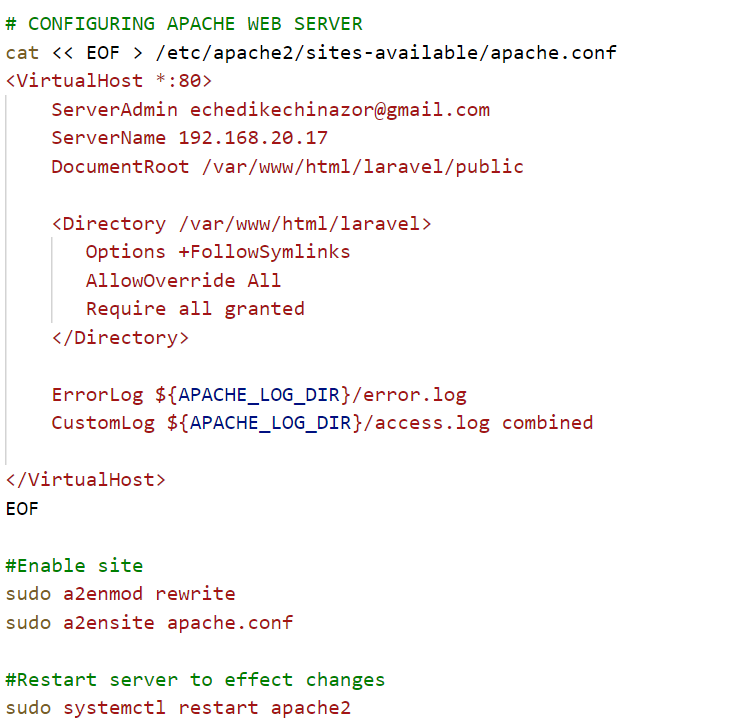 # CONFIGURING APACHE WEB SERVER
cat << EOF > /etc/apache2/sites-available/apache.conf
<VirtualHost *:80>
    ServerAdmin echedikechinazor@gmail.com
    ServerName 192.168.20.17
    DocumentRoot /var/www/html/laravel/public

    <Directory /var/www/html/laravel>
       Options +FollowSymlinks
       AllowOverride All
       Require all granted
    </Directory>

    ErrorLog ${APACHE_LOG_DIR}/error.log
    CustomLog ${APACHE_LOG_DIR}/access.log combined

</VirtualHost>
EOF

#Enable site
sudo a2enmod rewrite
sudo a2ensite apache.conf

#Restart server to effect changes
sudo systemctl restart apache2